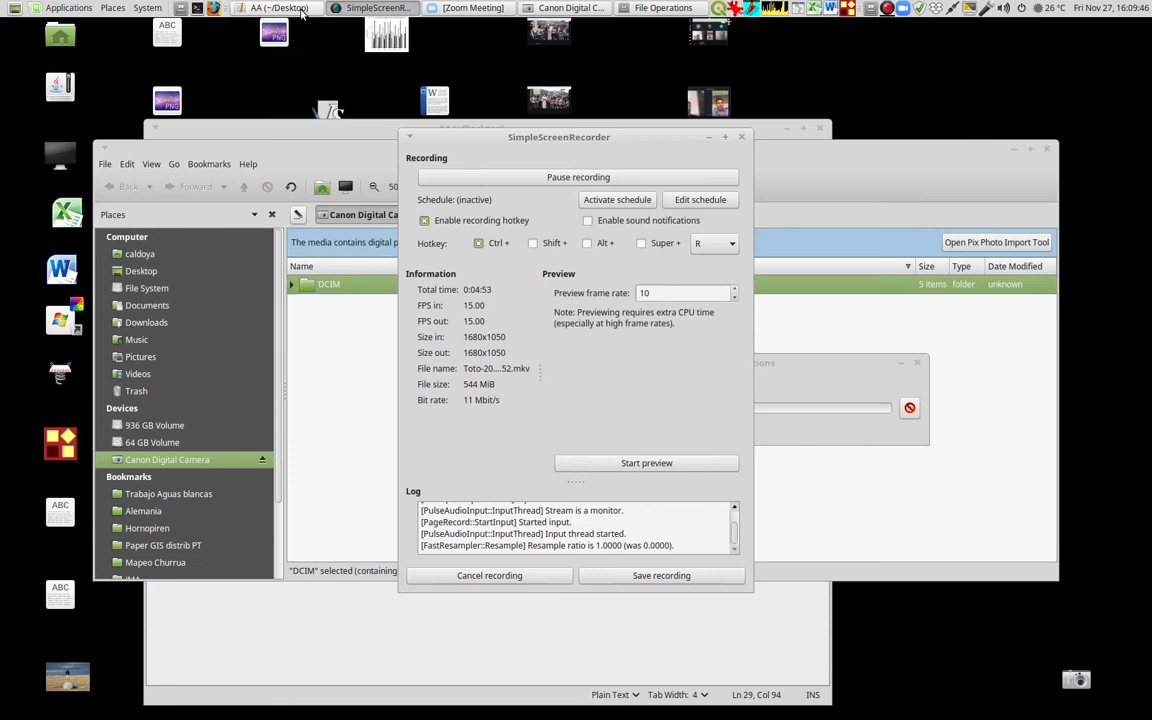 Applications Places System AA (~/Desktop) SimpleScreenR... [Zoom Meeting] Canon Digital C... File Operations 26 °C Fri Nov 27, 16:09:46
ABC
PNG
PNG
W
SimpleScreenRecorder
File Edit View Go Bookmarks Help
Recording
Back Forward 50
Pause recording
Schedule: (inactive) Activate schedule Edit schedule
Places Canon Digital Ca
Enable recording hotkey Enable sound notifications
Computer
The media contains digital p Open Pix Photo Import Tool
Hotkey: Ctrl + Shift + Alt + Super + R
caldoya
Name Size Type Date Modified
Desktop
Information Preview
DCIM 5 items folder unknown
File System
Total time: 0:04:53
Preview frame rate: 10
Documents
FPS in: 15.00
Note: Previewing requires extra CPU time
(especially at high frame rates).
Downloads
FPS out: 15.00
Music
Size in: 1680x1050
Pictures
Size out: 1680x1050
Videos
File name: Toto-20....52.mkv
Trash
File size: 544 MiB
Devices
Bit rate: 11 Mbit/s
936 GB Volume
64 GB Volume
Canon Digital Camera
Start preview
Bookmarks
Log
Trabajo Aguas blancas
[PulseAudioInput::InputThread] Stream is a monitor.
Alemania
[PageRecord::StartInput] Started input.
Hornopiren
[PulseAudioInput::InputThread] Input thread started.
Paper GIS distrib PT
[FastResampler::Resample] Resample ratio is 1.0000 (was 0.0000).
Mapeo Churrua
"DCIM" selected (containing
Cancel recording Save recording
ABC
ABC
Plain Text Tab Width: 4 Ln 29, Col 94 INS